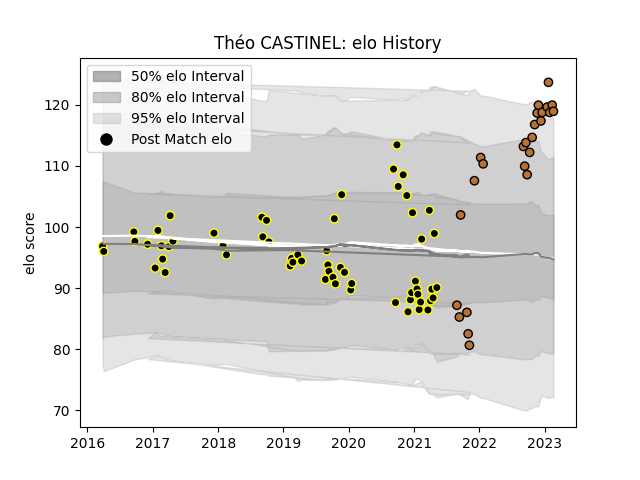 Théo CASTINEL: elo History
50% elo Interval
80% elo Interval
95% elo Interval
Post Match elo
elo score
120
110
100
90
80
70
2016
2017
2018
2019
2020
2021
2022
2023